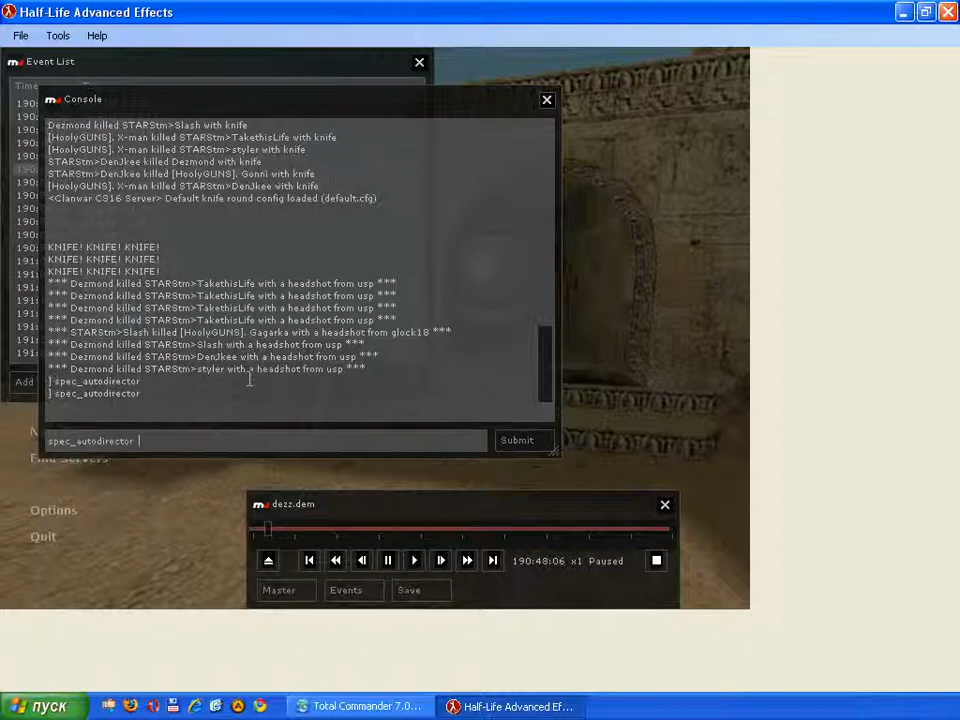 Half-Life Advanced Effects
File Tools Help
Event List
Console
Dezmond killed STARStm>Slash with knife
[HoolyGUNS]. X-man killed STARStm>TakethisLife with knife
[HoolyGUNS]. X-man killed STARStm>styler with knife
STARStm>DenJkee killed Dezmond with knife
STARStm>DenJkee killed [HoolyGUNS]. Gonni with knife
[HoolyGUNS]. X-man killed STARStm>DenJkee with knife
<Clanwar CS16 Server> Default knife round config loaded (default.cfg)
KNIFE! KNIFE! KNIFE!
KNIFE! KNIFE! KNIFE!
KNIFE! KNIFE! KNIFE!
*** Dezmond killed STARStm>TakethisLife with a headshot from usp ***
*** Dezmond killed STARStm>TakethisLife with a headshot from usp ***
*** Dezmond killed STARStm>TakethisLife with a headshot from usp ***
*** Dezmond killed STARStm>TakethisLife with a headshot from usp ***
*** STARStm>Slash killed [HoolyGUNS]. Gagarka with a headshot from glock18 ***
*** Dezmond killed STARStm>Slash with a headshot from usp ***
*** Dezmond killed STARStm>DenJkee with a headshot from usp ***
*** Dezmond killed STARStm>styler with a headshot from usp ***
] spec_autodirector
] spec_autodirector
Add
spec_autodirector
Submit
Find Servers
Options
Quit
dezz.dem
190:48:06 x1 Paused
Master Events Save
пуск
Total Commander 7.0...
Half-Life Advanced Ef...